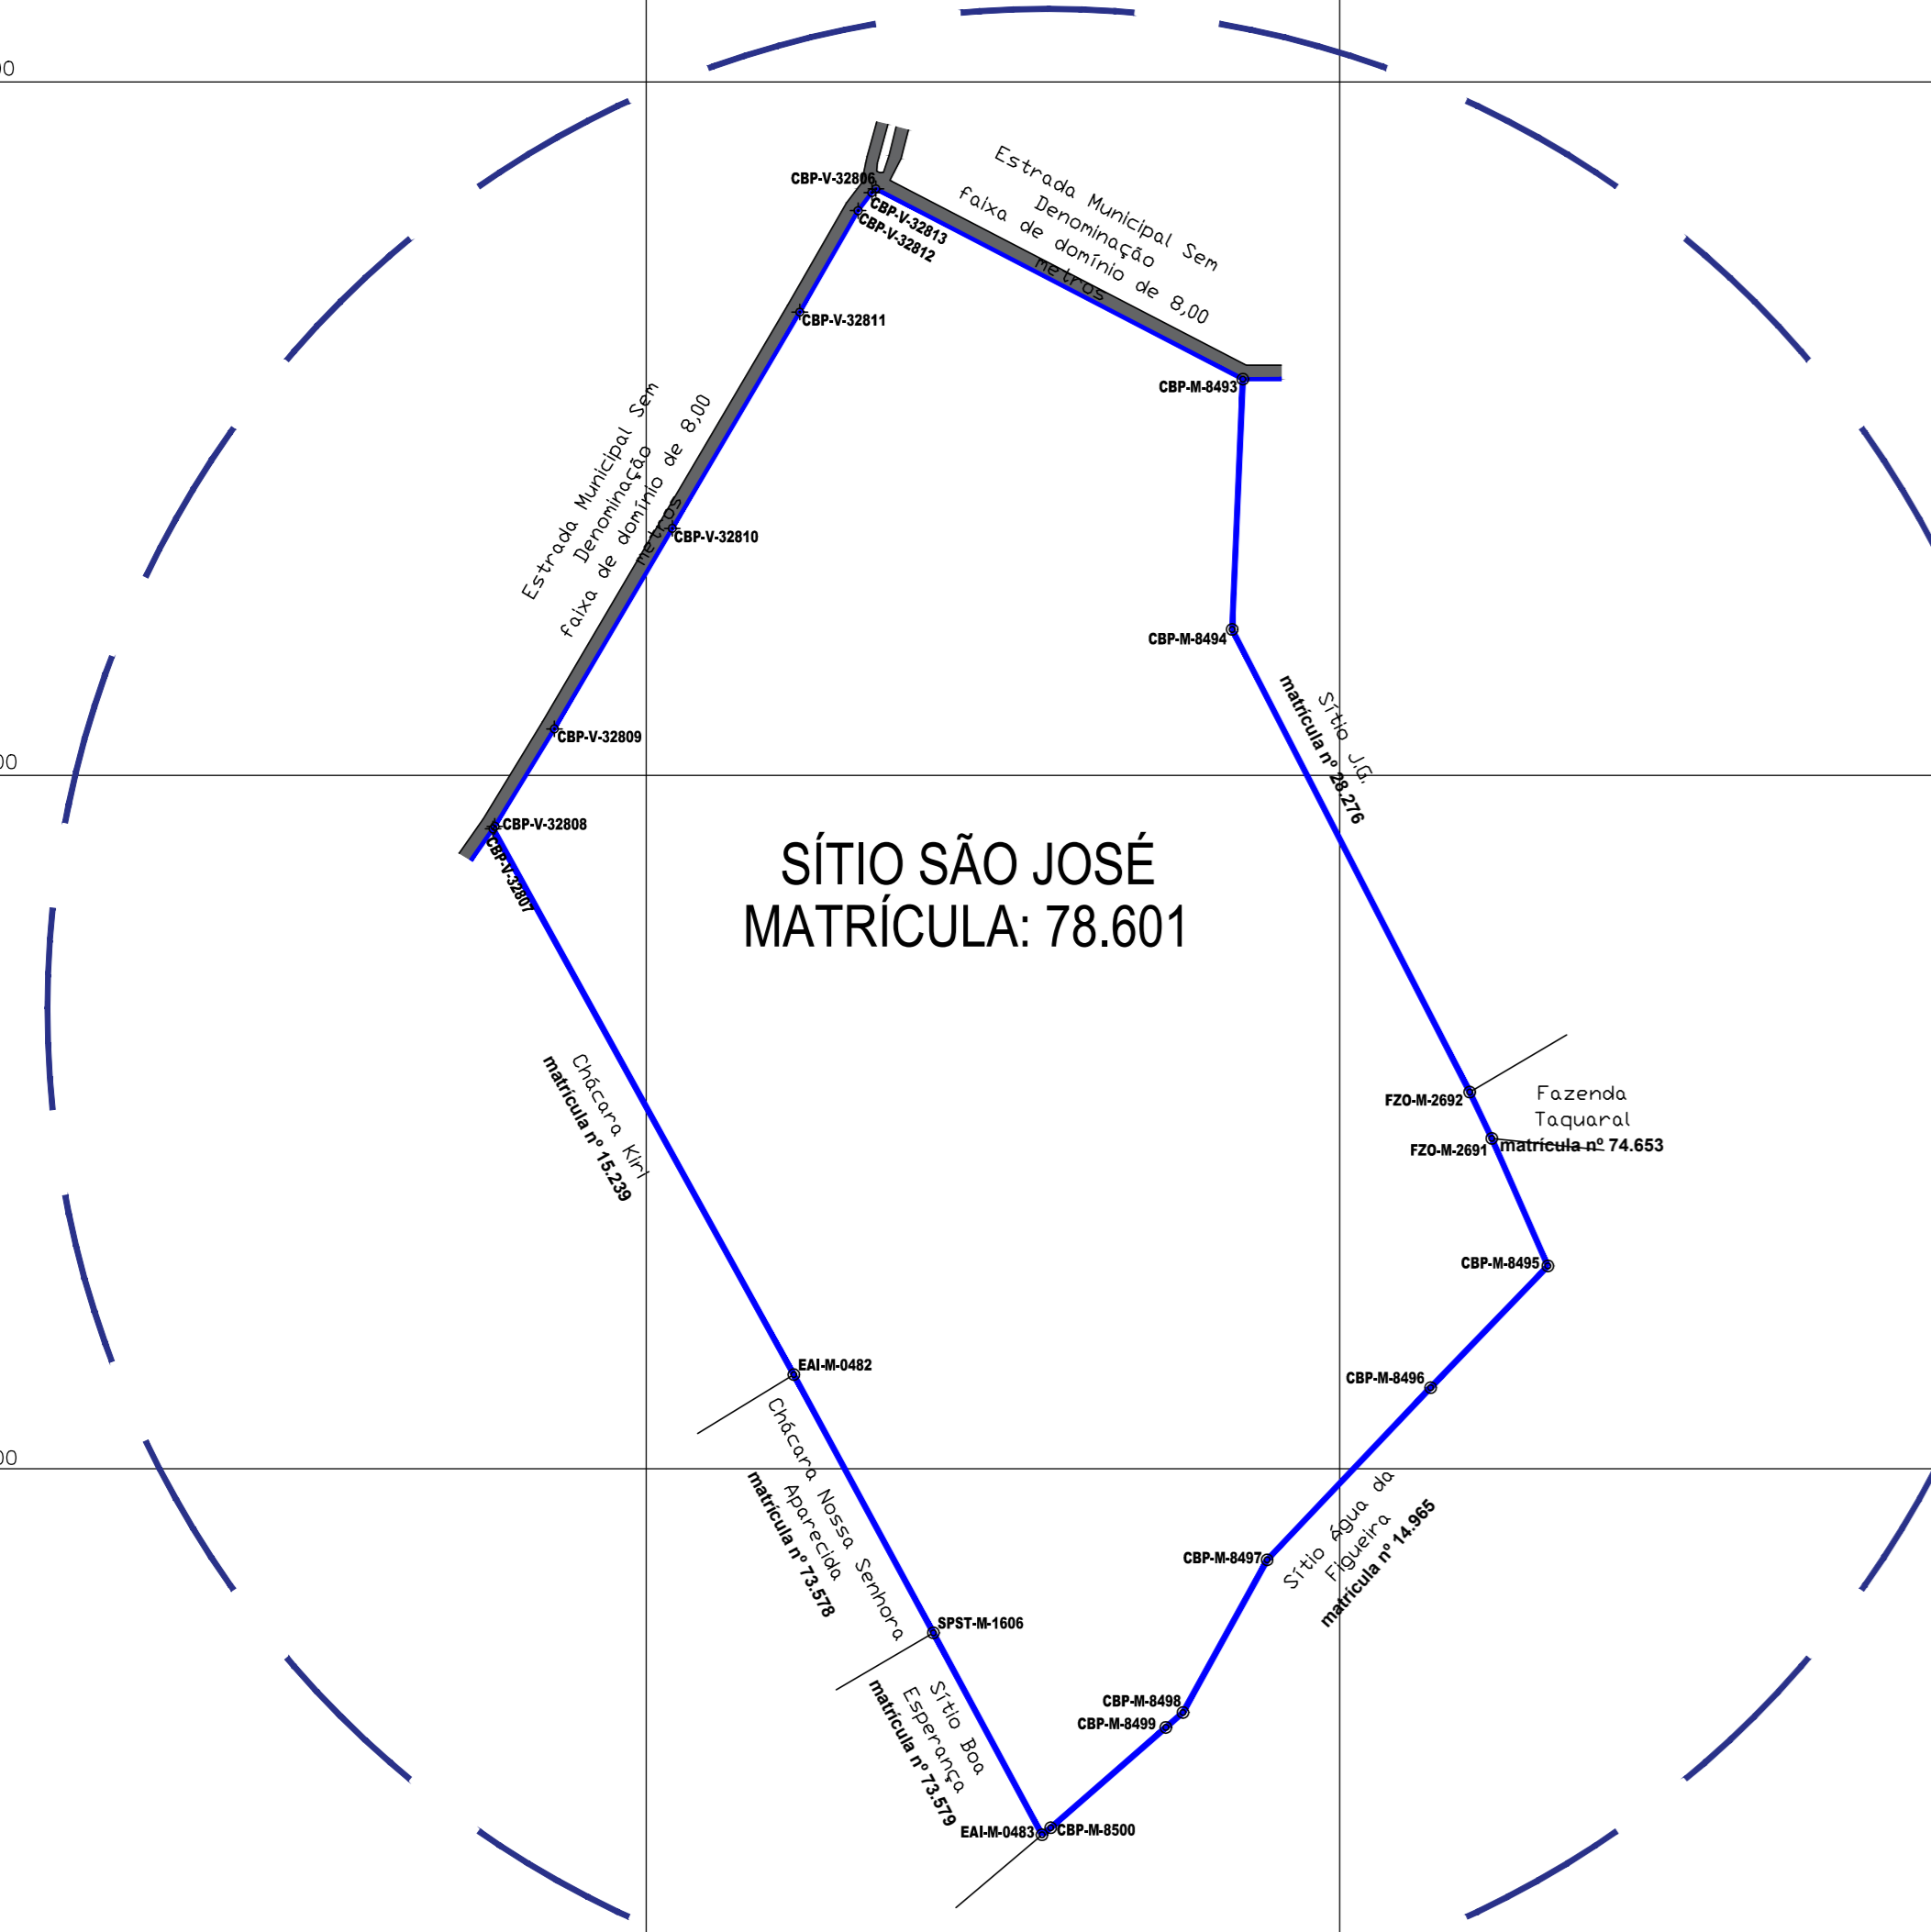 00
CBP-V-32806
CBP-V-32813
CBP-V-32812
Estrada Municipal Sem
Denominação
faixa de domínio de 8,00
metros
CBP-V-32811
CBP-M-8493
Estrada Municipal Sem
Denominação
faixa de domínio de 8,00
metros
CBP-V-32810
CBP-M-8494
Sítio J.G.
matrícula nº 28.276
CBP-V-32809
00
CBP-V-32808
CBP-V-32807
SÍTIO SÃO JOSÉ
MATRÍCULA: 78.601
Chácara Kiri
matrícula nº 15.239
FZO-M-2692
Fazenda
Taquaral
matrícula nº 74.653
FZO-M-2691
CBP-M-8495
EAI-M-0482
CBP-M-8496
Chácara Nossa Senhora
Aparecida
matrícula nº 73.578
00
Sítio Água da
Figueira
matrícula nº 14.965
CBP-M-8497
SPST-M-1606
CBP-M-8498
CBP-M-8499
Sítio Boa
Esperança
matrícula nº 73.579
EAI-M-0483
CBP-M-8500